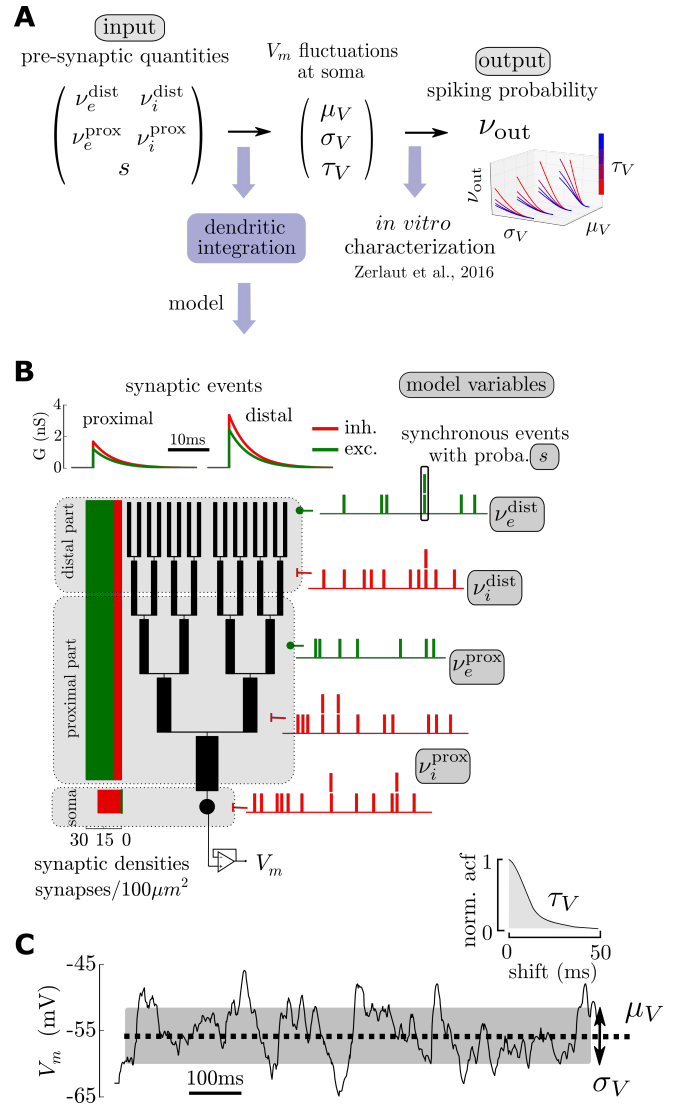 A
input
pre-synaptic quantities
ν_e^dist ν_i^dist
ν_e^prox ν_i^prox
s
V_m fluctuations
at soma
μ_V
σ_V
τ_V
output
spiking probability
ν_out
ν_out
σ_V
μ_V
τ_V
dendritic
integration
in vitro
characterization
Zerlaut et al., 2016
model
B
synaptic events
model variables
G (nS)
4
2
0
proximal
10ms
distal
inh.
exc.
synchronous events
with proba. s
distal part
ν_e^dist
ν_i^dist
proximal part
ν_e^prox
ν_i^prox
soma
30 15 0
synaptic densities
synapses/100μm²
V_m
norm. acf
1
0
τ_V
0 50
shift (ms)
C
V_m (mV)
-45
-55
-65
100ms
μ_V
σ_V